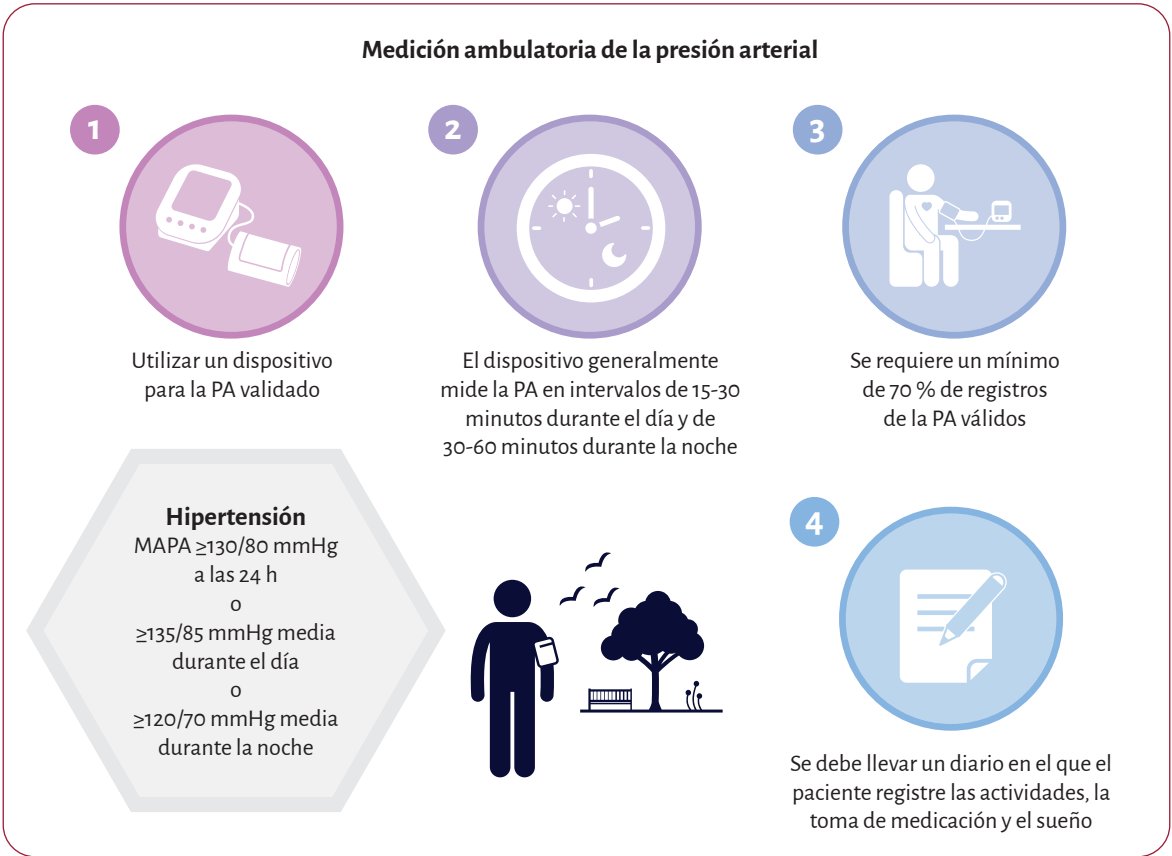 Medición ambulatoria de la presión arterial
1
Utilizar un dispositivo
para la PA validado
2
El dispositivo generalmente
mide la PA en intervalos de 15-30
minutos durante el día y de
30-60 minutos durante la noche
3
Se requiere un mínimo
de 70 % de registros
de la PA válidos
Hipertensión
MAPA ≥130/80 mmHg
a las 24 h
o
≥135/85 mmHg media
durante el día
o
≥120/70 mmHg media
durante la noche
4
Se debe llevar un diario en el que el
paciente registre las actividades, la
toma de medicación y el sueño